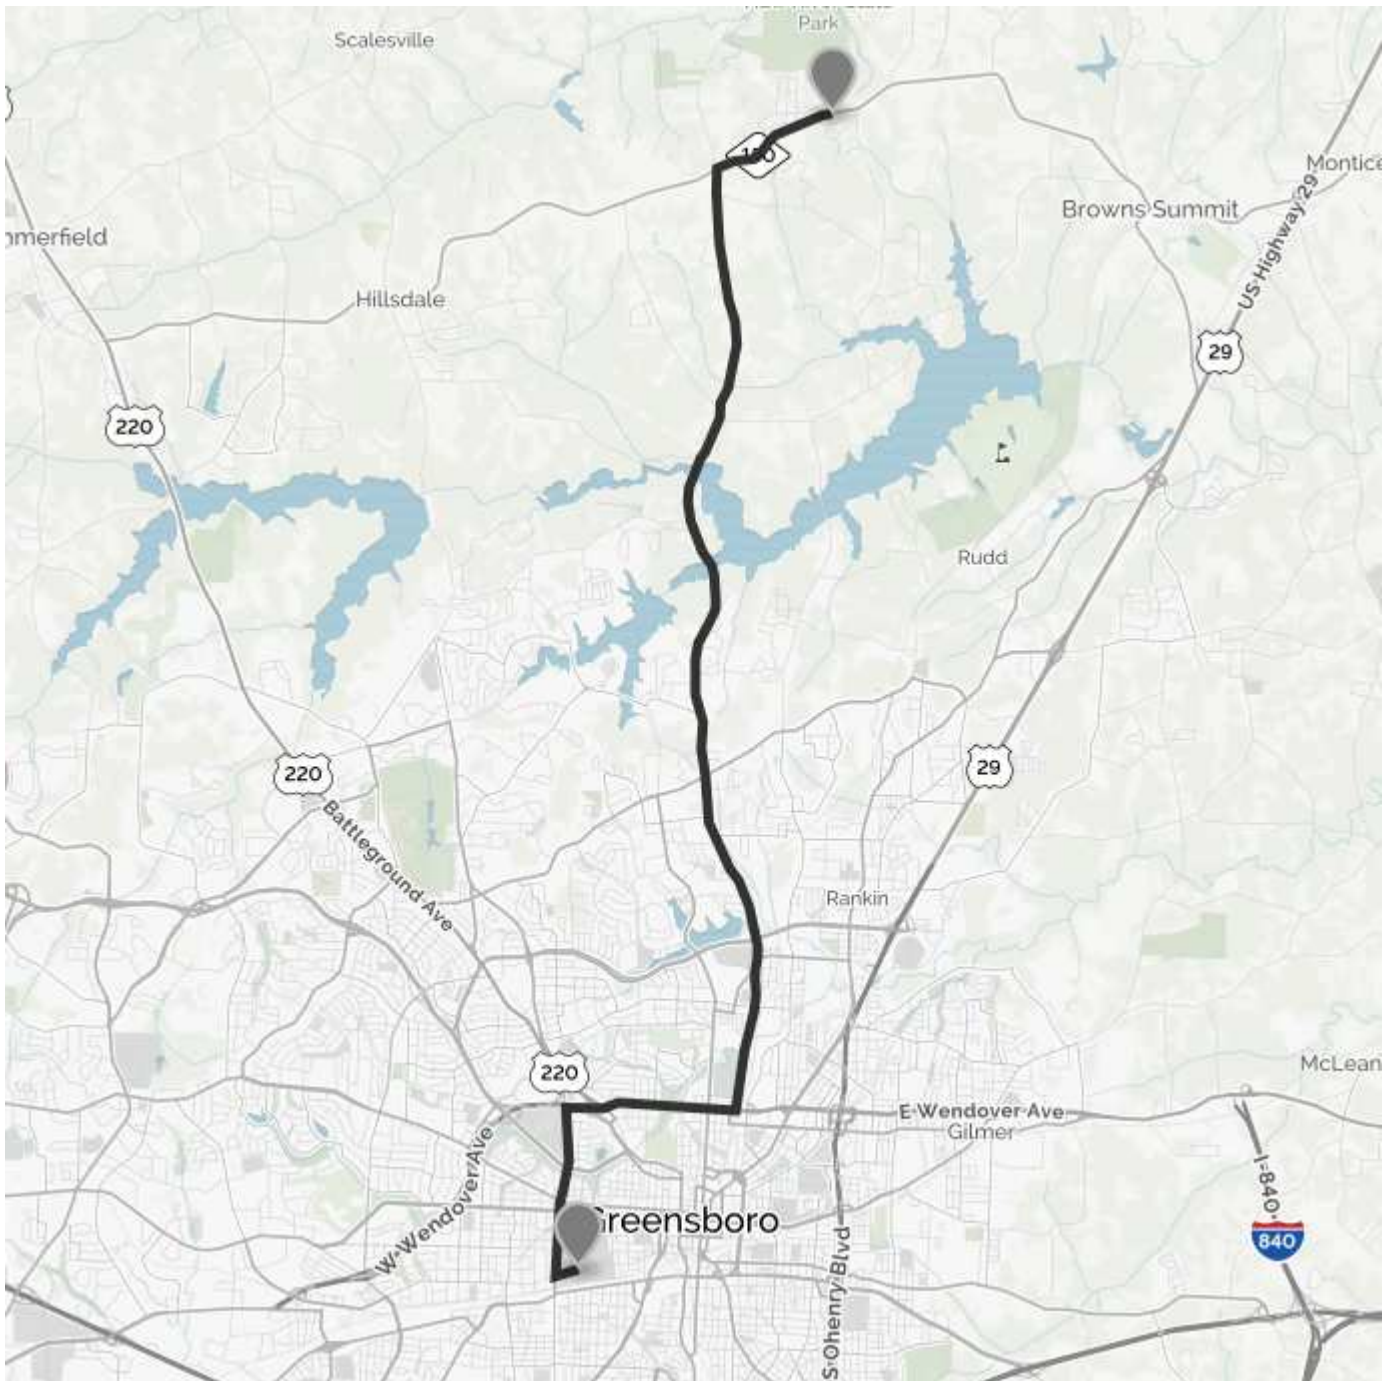 Park
Scalesville
Montice
Browns Summit
US Highway 29
mmerfield
Hillsdale
29
220
Rudd
220
29
Battleground Ave
Rankin
220
McLean
E Wendover Ave
Gilmer
W Wendover Ave
I-840
Greensboro
840
S Ohenry Blvd